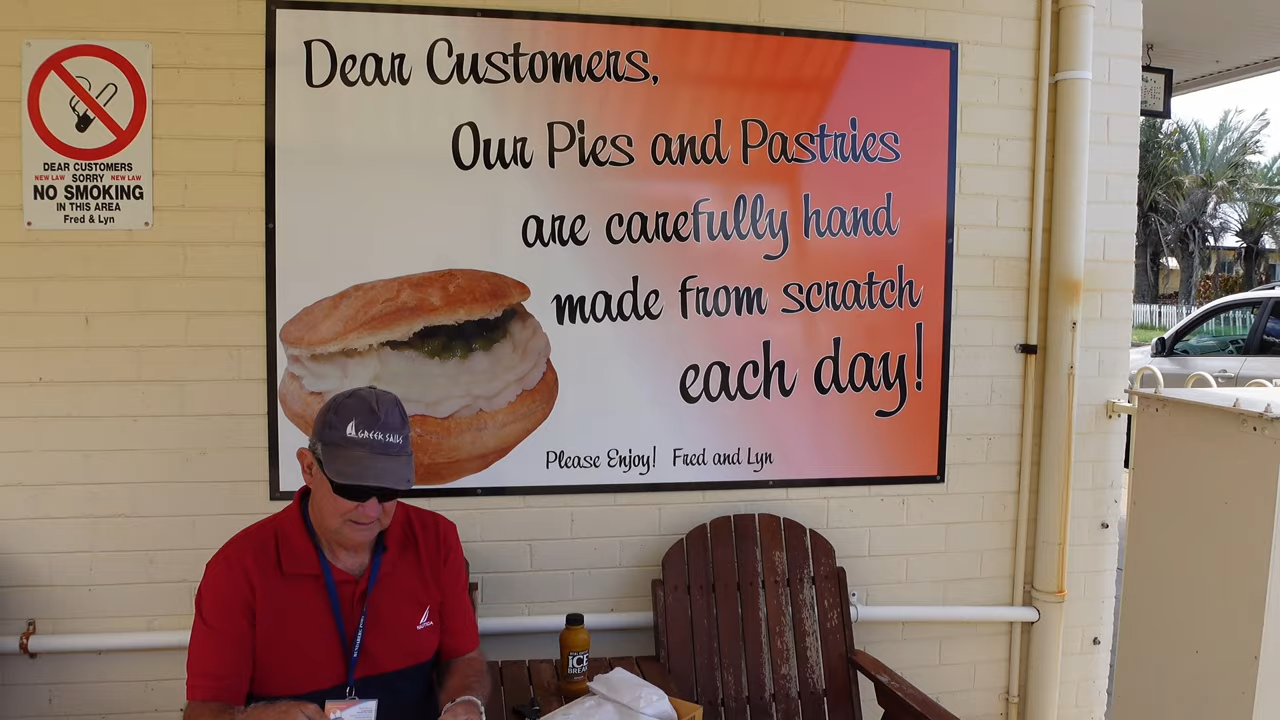 DEAR CUSTOMERS
NEW LAW SORRY NEW LAW
NO SMOKING
IN THIS AREA
Fred & Lyn
Dear Customers,
Our Pies and Pastries
are carefully hand
made from scratch
each day!
Please Enjoy! Fred and Lyn
GREEK SAILS
NAUTICA
ICE
BREAK